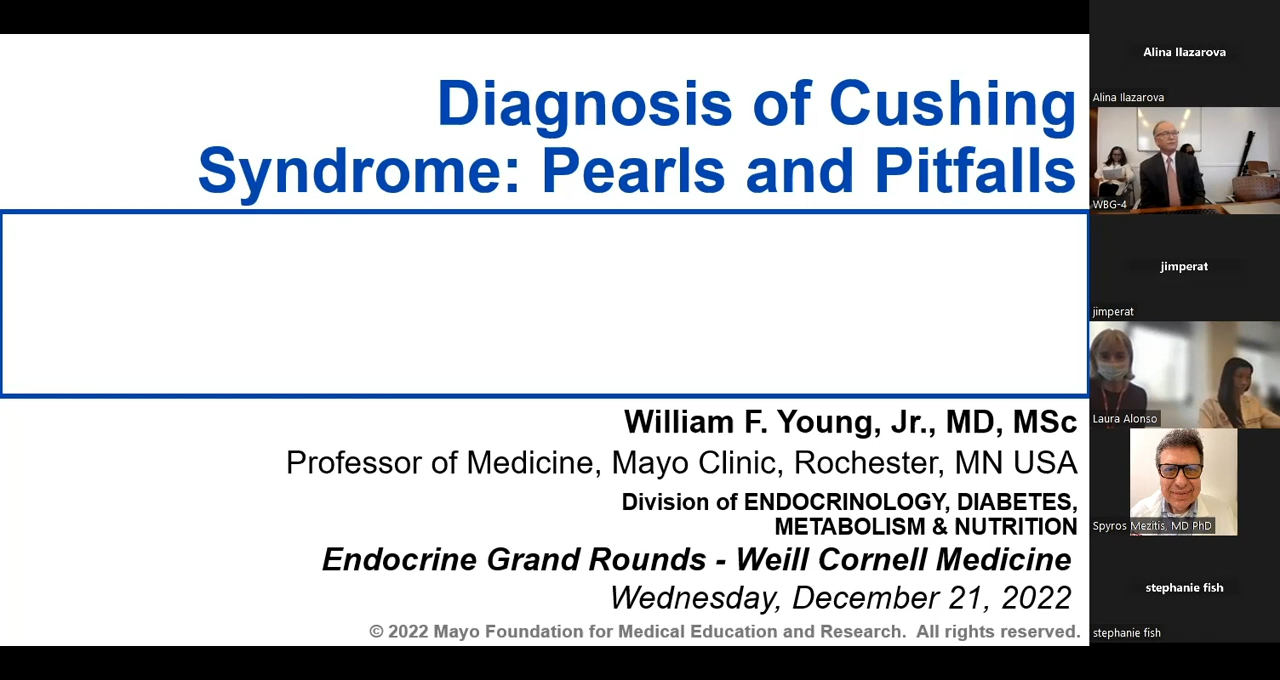 Diagnosis of Cushing
Syndrome: Pearls and Pitfalls
William F. Young, Jr., MD, MSc
Professor of Medicine, Mayo Clinic, Rochester, MN USA
Division of ENDOCRINOLOGY, DIABETES,
METABOLISM & NUTRITION
Endocrine Grand Rounds - Weill Cornell Medicine
Wednesday, December 21, 2022
© 2022 Mayo Foundation for Medical Education and Research. All rights reserved.
Alina Ilazarova
Alina Ilazarova
WBG-4
jimperat
jimperat
Laura Alonso
Spyros Mezitis, MD PhD
stephanie fish
stephanie fish